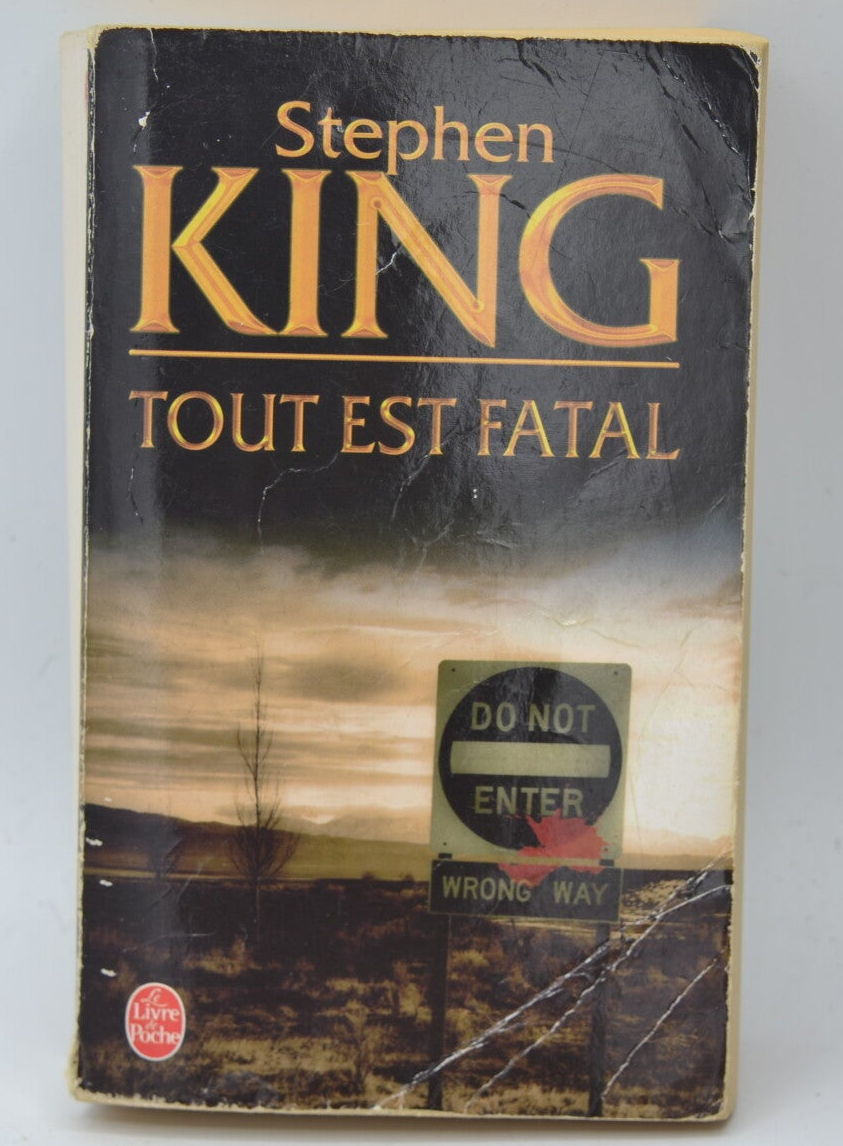 Stephen
KING
TOUT EST FATAL
DO NOT
ENTER
WRONG WAY
Le
Livre
de
Poche